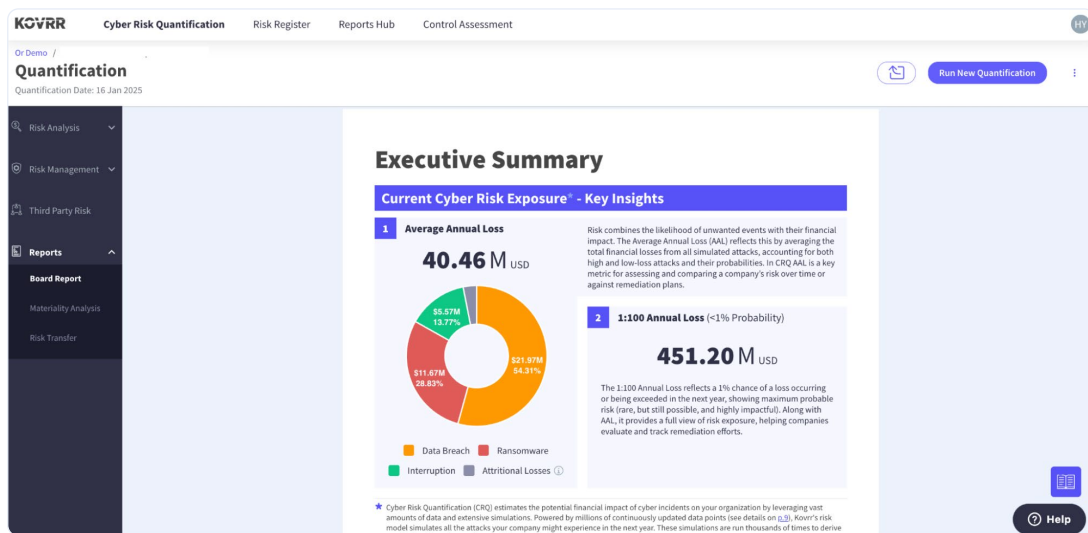 KOVRR
Cyber Risk Quantification
Risk Register
Reports Hub
Control Assessment
HY
Or Demo /
Quantification
Quantification Date: 16 Jan 2025
Run New Quantification
Risk Analysis
Risk Management
Third Party Risk
Reports
Board Report
Materiality Analysis
Risk Transfer
Executive Summary
Current Cyber Risk Exposure* - Key Insights
1 Average Annual Loss
40.46 M USD
$5.57M
13.77%
$11.67M
28.83%
$21.97M
54.31%
Data Breach
Ransomware
Interruption
Attritional Losses
Risk combines the likelihood of unwanted events with their financial
impact. The Average Annual Loss (AAL) reflects this by averaging the
total financial losses from all simulated attacks, accounting for both
high and low-loss attacks and their probabilities. In CRQ AAL is a key
metric for assessing and comparing a company's risk over time or
against remediation plans.
2 1:100 Annual Loss (<1% Probability)
451.20 M USD
The 1:100 Annual Loss reflects a 1% chance of a loss occurring
or being exceeded in the next year, showing maximum probable
risk (rare, but still possible, and highly impactful). Along with
AAL, it provides a full view of risk exposure, helping companies
evaluate and track remediation efforts.
* Cyber Risk Quantification (CRQ) estimates the potential financial impact of cyber incidents on your organization by leveraging vast
amounts of data and extensive simulations. Powered by millions of continuously updated data points (see details on p.9), Kovrr's risk
model simulates all the attacks your company might experience in the next year. These simulations are run thousands of times to derive
Help